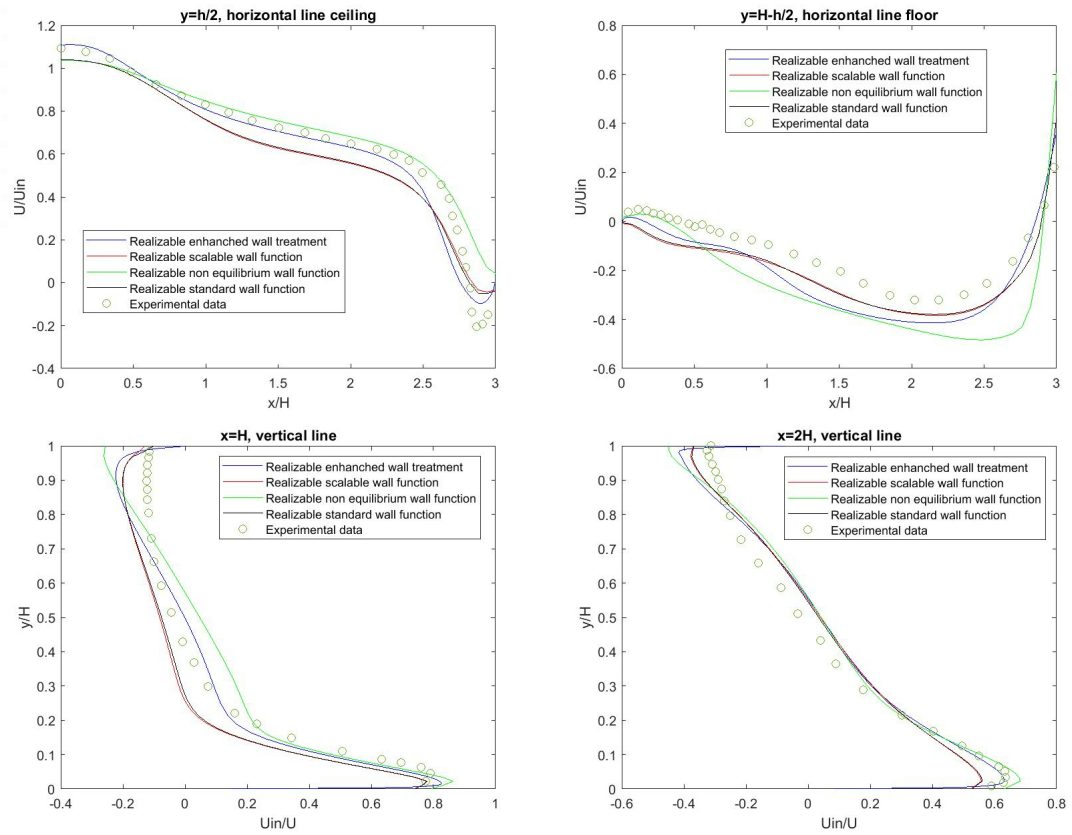 y=h/2, horizontal line ceiling
1.2
1
0.8
0.6
0.4
0.2
0
-0.2
-0.4
U/Uin
Realizable enhanched wall treatment
Realizable scalable wall function
Realizable non equilibrium wall function
Realizable standard wall function
Experimental data
0 0.5 1 1.5 2 2.5 3
x/H
y=H-h/2, horizontal line floor
0.8
0.6
0.4
0.2
0
-0.2
-0.4
-0.6
U/Uin
Realizable enhanched wall treatment
Realizable scalable wall function
Realizable non equilibrium wall function
Realizable standard wall function
Experimental data
0 0.5 1 1.5 2 2.5 3
x/H
x=H, vertical line
1
0.9
0.8
0.7
0.6
0.5
0.4
0.3
0.2
0.1
0
y/H
Realizable enhanched wall treatment
Realizable scalable wall function
Realizable non equilibrium wall function
Realizable standard wall function
Experimental data
-0.4 -0.2 0 0.2 0.4 0.6 0.8 1
Uin/U
x=2H, vertical line
1
0.9
0.8
0.7
0.6
0.5
0.4
0.3
0.2
0.1
0
y/H
Realizable enhanched wall treatment
Realizable scalable wall function
Realizable non equilibrium wall function
Realizable standard wall function
Experimental data
-0.6 -0.4 -0.2 0 0.2 0.4 0.6 0.8
Uin/U